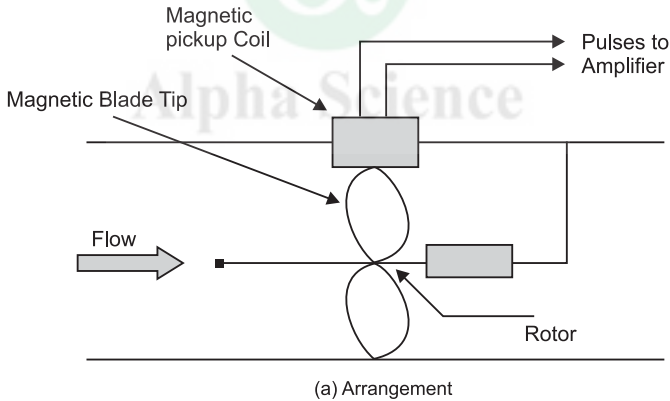 Magnetic
pickup Coil
Pulses to
Amplifier
Alpha Science
Magnetic Blade Tip
Flow
Rotor
(a) Arrangement